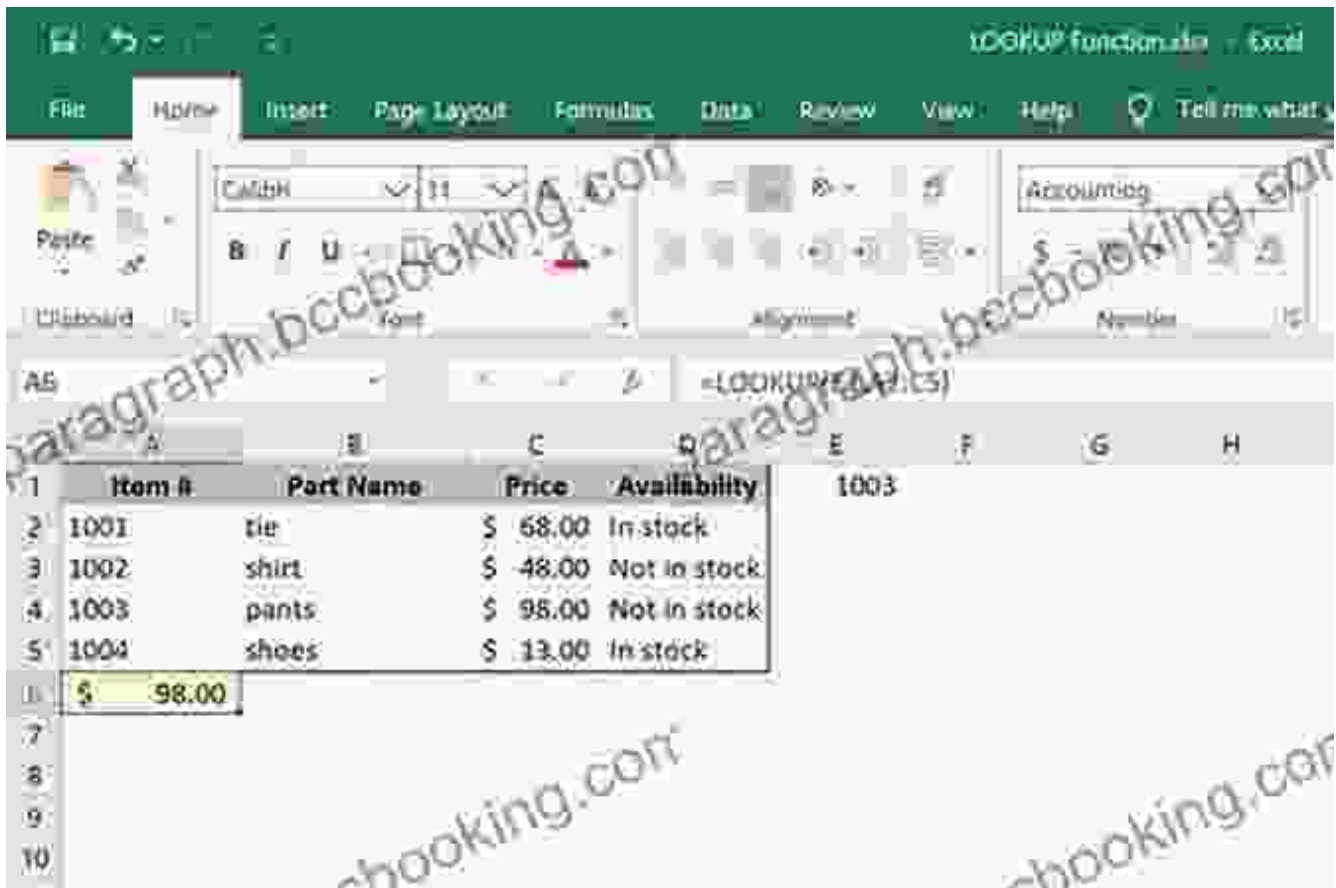 LOOKUP function.xlsx - Excel
File Home Insert Page Layout Formulas Data Review View Help Tell me what y
Calibri 11 Accounting
Paste
B I U $
Clipboard Font Alignment Number
A6
A B C D E F G H
1 Item # Part Name Price Availability 1003
2 1001 tie $ 68.00 In stock
3 1002 shirt $ 48.00 Not in stock
4 1003 pants $ 98.00 Not in stock
5 1004 shoes $ 13.00 In stock
6 $ 98.00
7
8
9
10
paragraph.bccbooking.com
paragraph.bccbooking.com